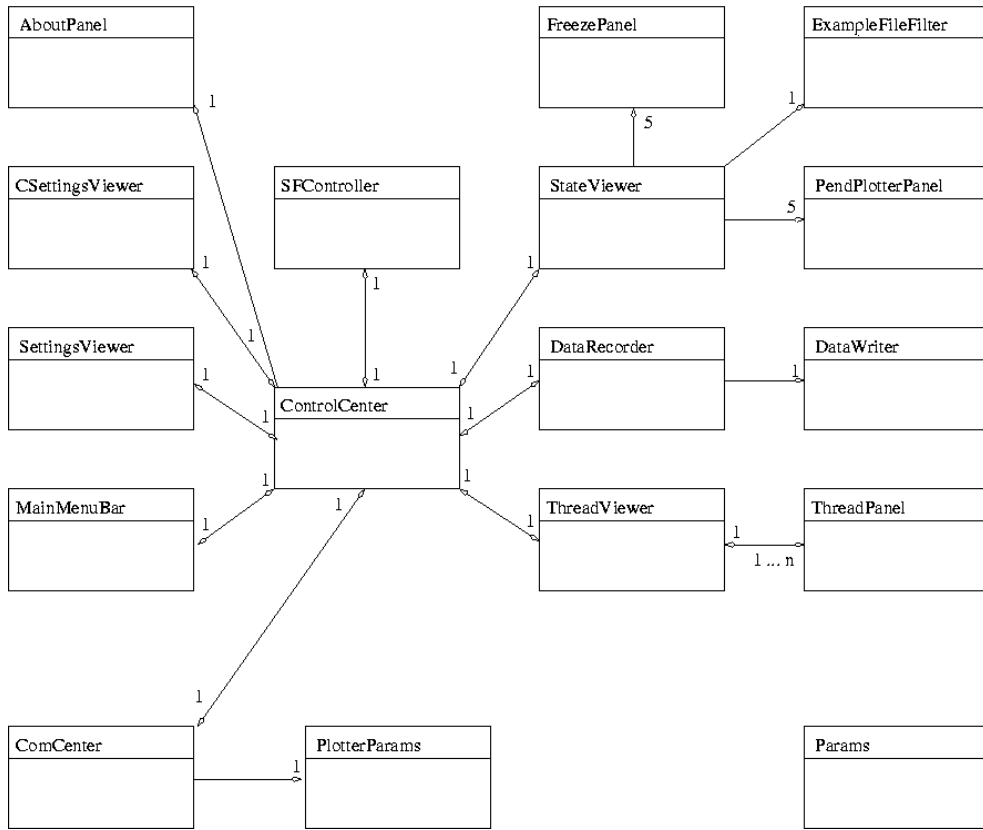 AboutPanel
FreezePanel
ExampleFileFilter
1
1
5
CSettingsViewer
SFController
StateViewer
PendPlotterPanel
5
1
1
1
1
SettingsViewer
DataRecorder
DataWriter
1
1
1
1
1
ControlCenter
1
1
1
1
1
MainMenuBar
ThreadViewer
ThreadPanel
1
1
1
1
1 ... n
1
ComCenter
PlotterParams
Params
1